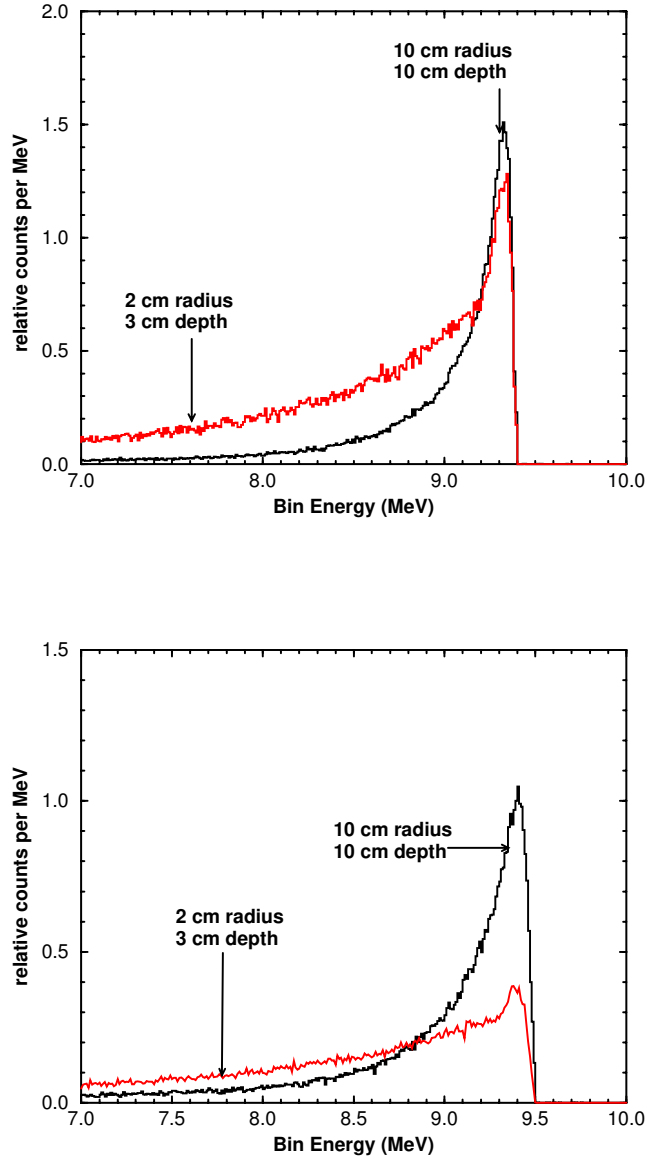 2.0
10 cm radius
10 cm depth
1.5
relative counts per MeV
1.0
2 cm radius
3 cm depth
0.5
0.0
7.0 8.0 9.0 10.0
Bin Energy (MeV)
1.5
relative counts per MeV
1.0
10 cm radius
10 cm depth
2 cm radius
3 cm depth
0.5
0.0
7.0 7.5 8.0 8.5 9.0 9.5 10.0
Bin Energy (MeV)